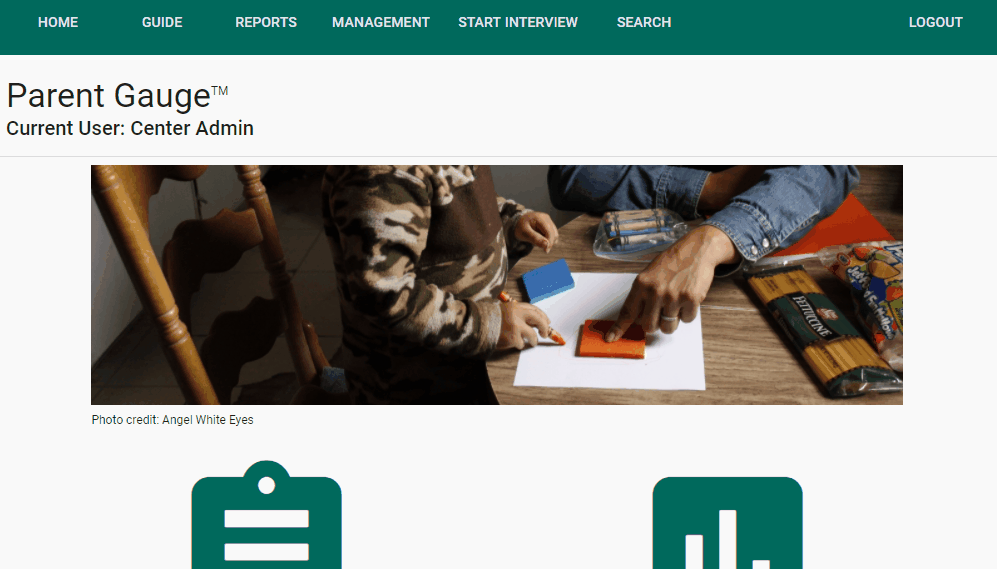 HOME GUIDE REPORTS MANAGEMENT START INTERVIEW SEARCH LOGOUT
Parent Gauge™
Current User: Center Admin
FETTUCCINE
Photo credit: Angel White Eyes